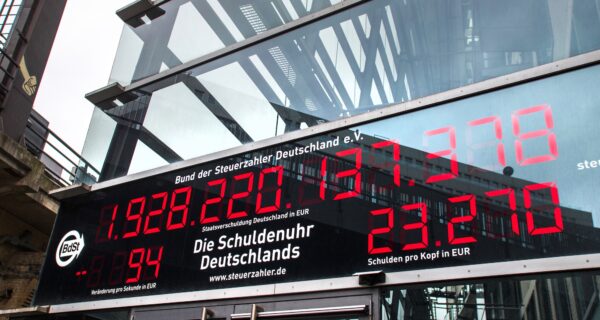 Bund der Steuerzahler Deutschland e.V.
1.928.220.137.378
Staatsverschuldung Deutschland in EUR
BdSt
Die Schuldenuhr
Deutschlands
www.steuerzahler.de
- 94
Veränderung pro Sekunde in EUR
23.270
Schulden pro Kopf in EUR
steu